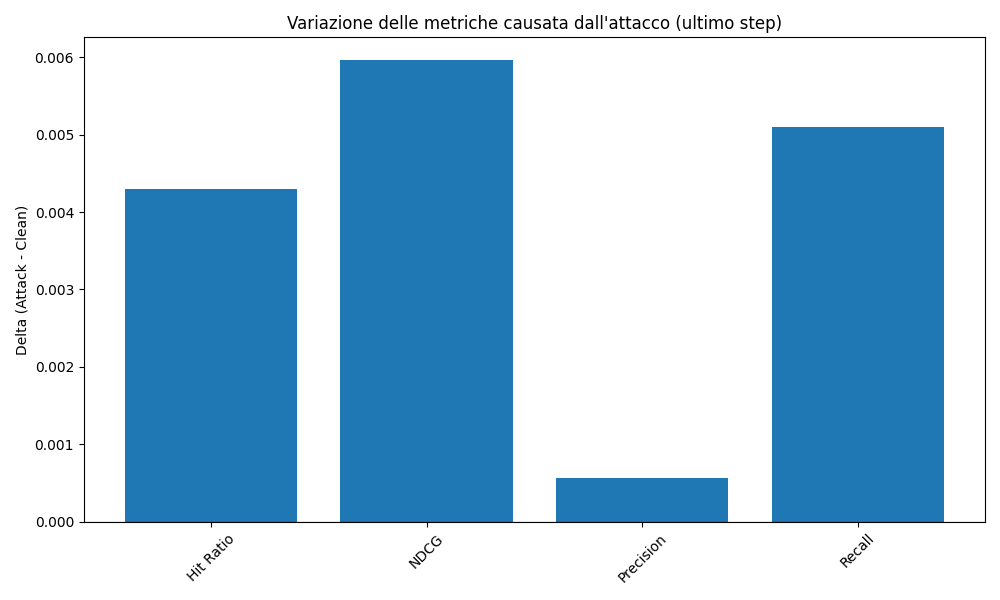 Variazione delle metriche causata dall'attacco (ultimo step)
Delta (Attack - Clean)
0.006
0.005
0.004
0.003
0.002
0.001
0.000
Hit Ratio
NDCG
Precision
Recall